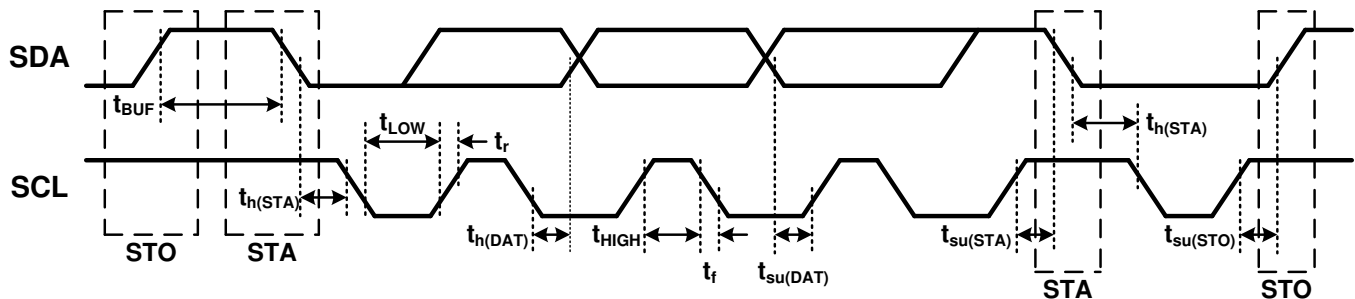 SDA
t_BUF
t_LOW
t_r
t_h(STA)
SCL
t_h(STA)
t_h(DAT)
t_HIGH
t_f
t_su(DAT)
t_su(STA)
t_su(STO)
STO
STA
STA
STO